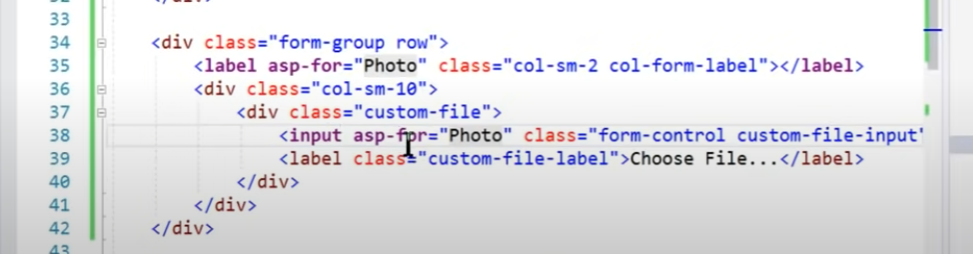 32 </div>
33
34 <div class="form-group row">
35 <label asp-for="Photo" class="col-sm-2 col-form-label"></label>
36 <div class="col-sm-10">
37 <div class="custom-file">
38 <input asp-for="Photo" class="form-control custom-file-input"
39 <label class="custom-file-label">Choose File...</label>
40 </div>
41 </div>
42 </div>
43